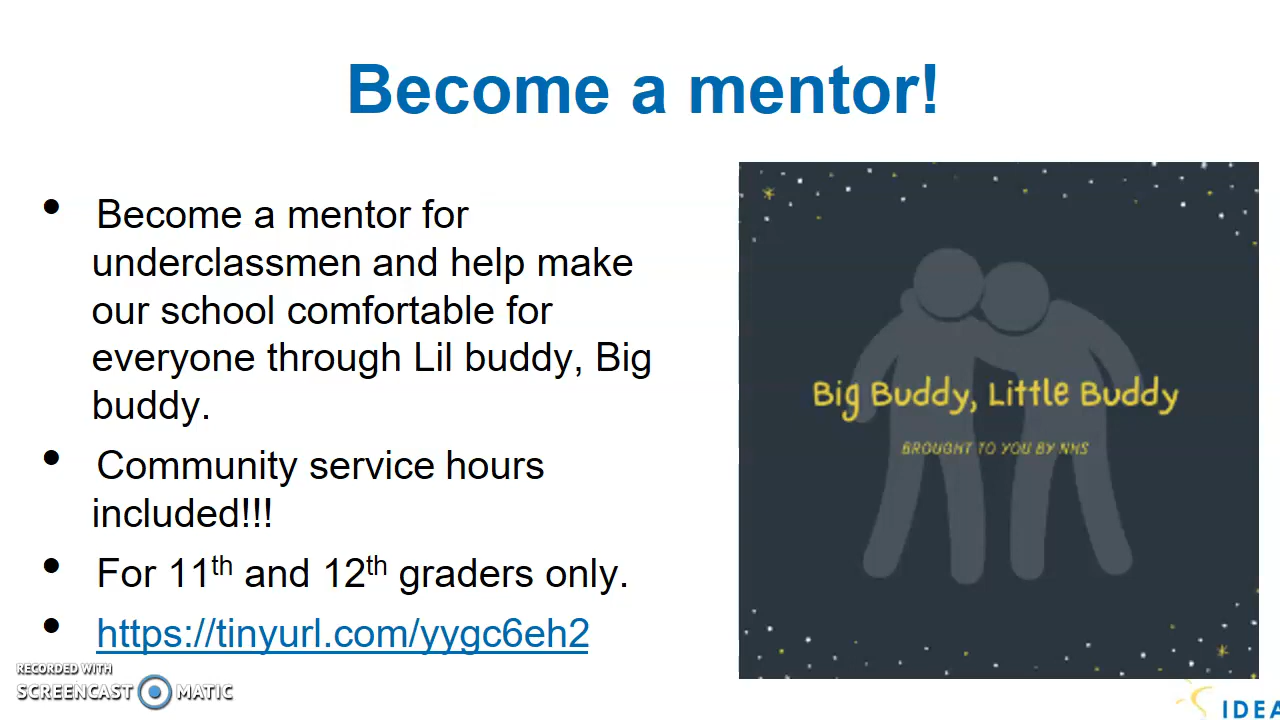 Become a mentor!
• Become a mentor for
underclassmen and help make
our school comfortable for
everyone through Lil buddy, Big
buddy.
• Community service hours
included!!!
• For 11th and 12th graders only.
• https://tinyurl.com/yygc6eh2
Big Buddy, Little Buddy
BROUGHT TO YOU BY NHS
RECORDED WITH
SCREENCAST MATIC
IDEA